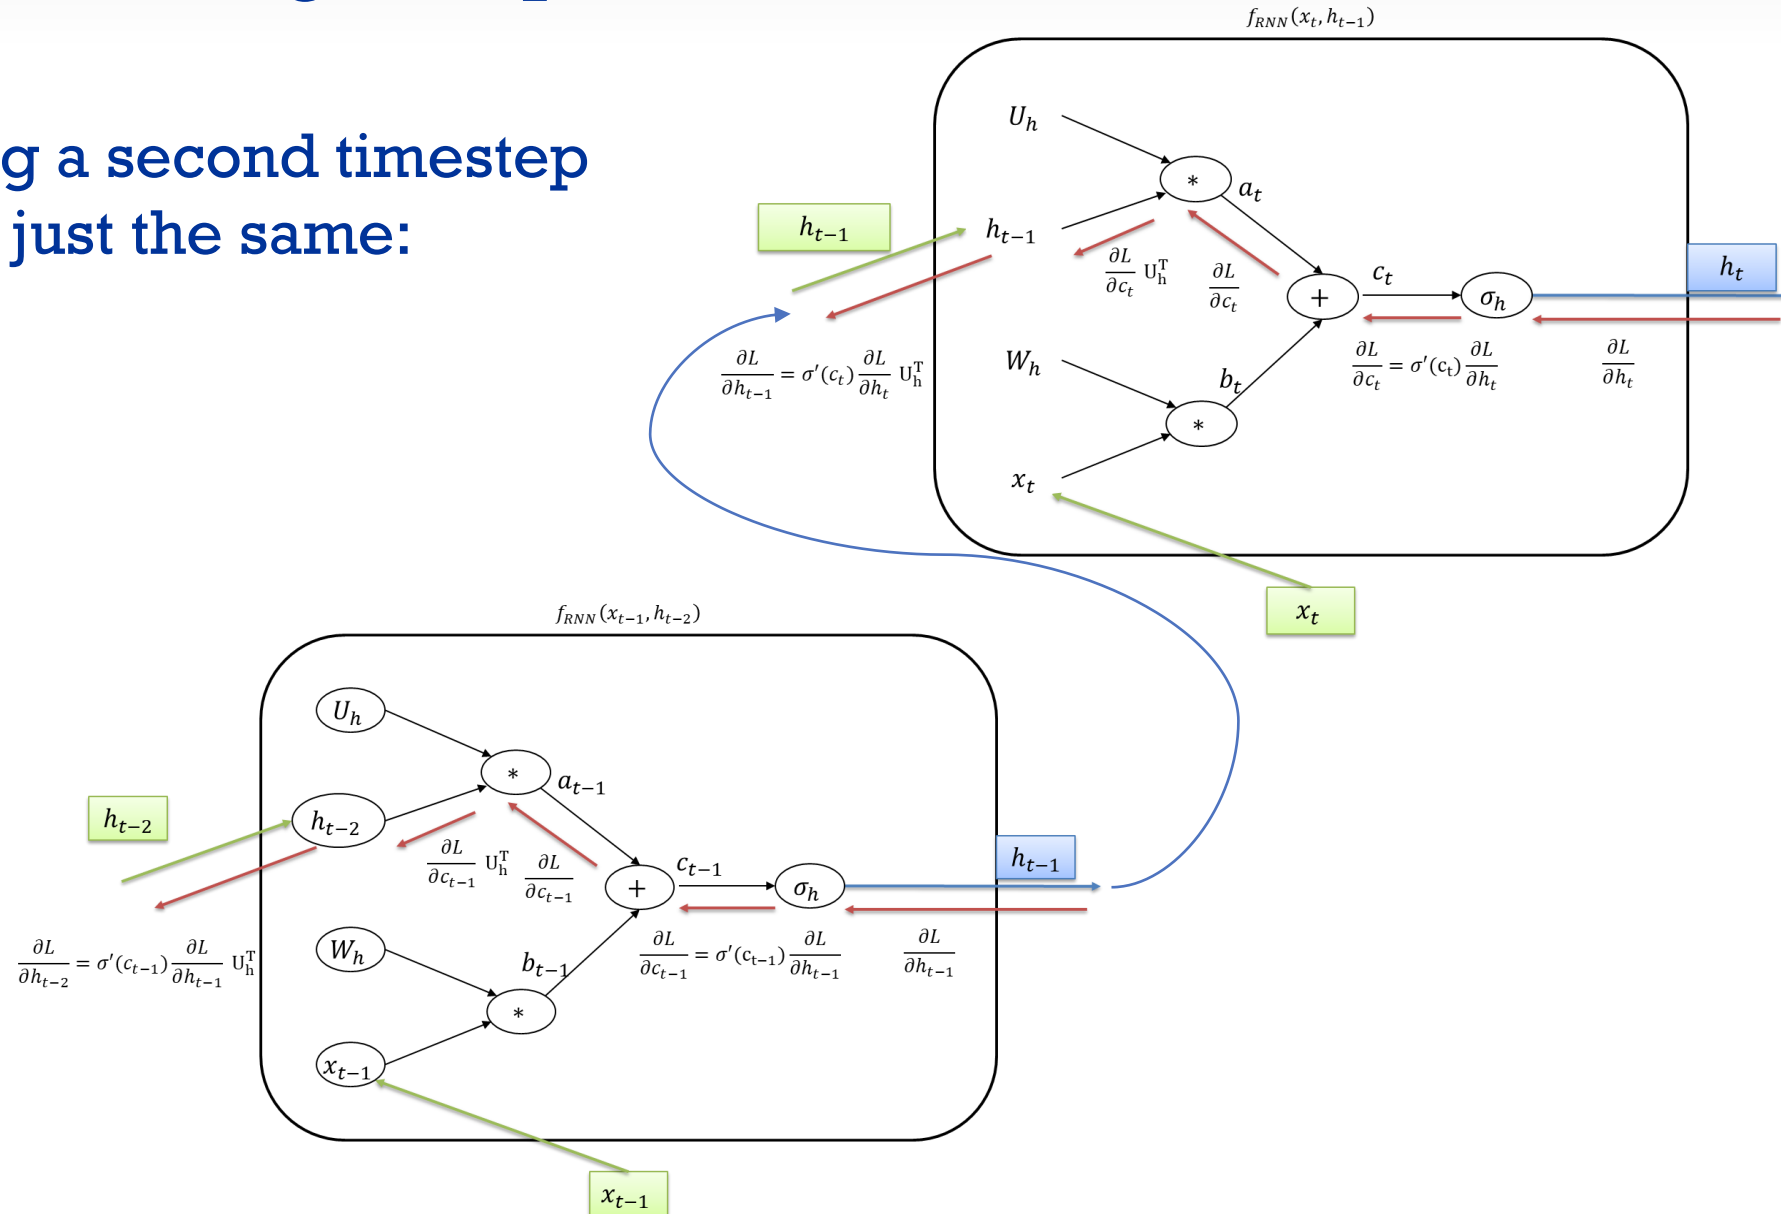 g a second timestep
just the same:
f_{RNN}(x_t, h_{t-1})
U_h
*
a_t
h_{t-1}
h_{t-1}
∂L/∂c_t U_h^T
∂L/∂c_t
+
c_t
σ_h
h_t
∂L/∂h_{t-1} = σ'(c_t) ∂L/∂h_t U_h^T
W_h
b_t
*
∂L/∂c_t = σ'(c_t) ∂L/∂h_t
∂L/∂h_t
x_t
x_t
f_{RNN}(x_{t-1}, h_{t-2})
U_h
*
a_{t-1}
h_{t-2}
h_{t-2}
∂L/∂c_{t-1} U_h^T
∂L/∂c_{t-1}
+
c_{t-1}
σ_h
h_{t-1}
∂L/∂h_{t-2} = σ'(c_{t-1}) ∂L/∂h_{t-1} U_h^T
W_h
b_{t-1}
*
∂L/∂c_{t-1} = σ'(c_{t-1}) ∂L/∂h_{t-1}
∂L/∂h_{t-1}
x_{t-1}
x_{t-1}